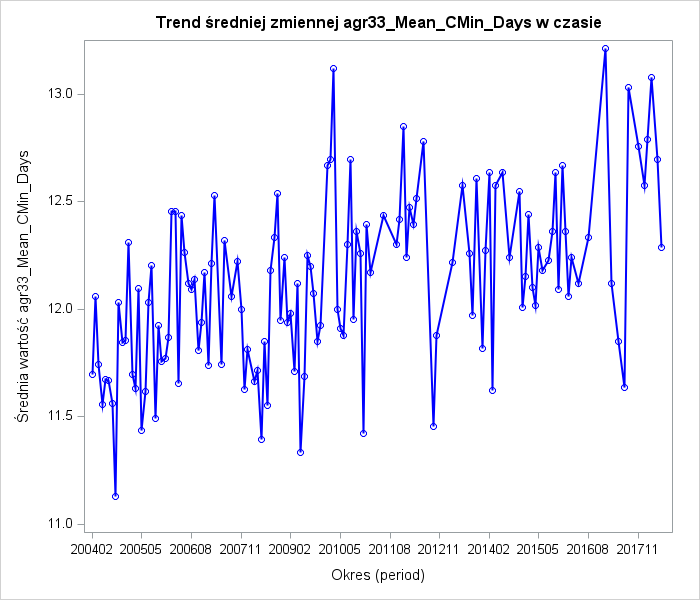 Trend średniej zmiennej agr33_Mean_CMin_Days w czasie
Średnia wartość agr33_Mean_CMin_Days
13.0
12.5
12.0
11.5
11.0
200402 200505 200608 200711 200902 201005 201108 201211 201402 201505 201608 201711
Okres (period)